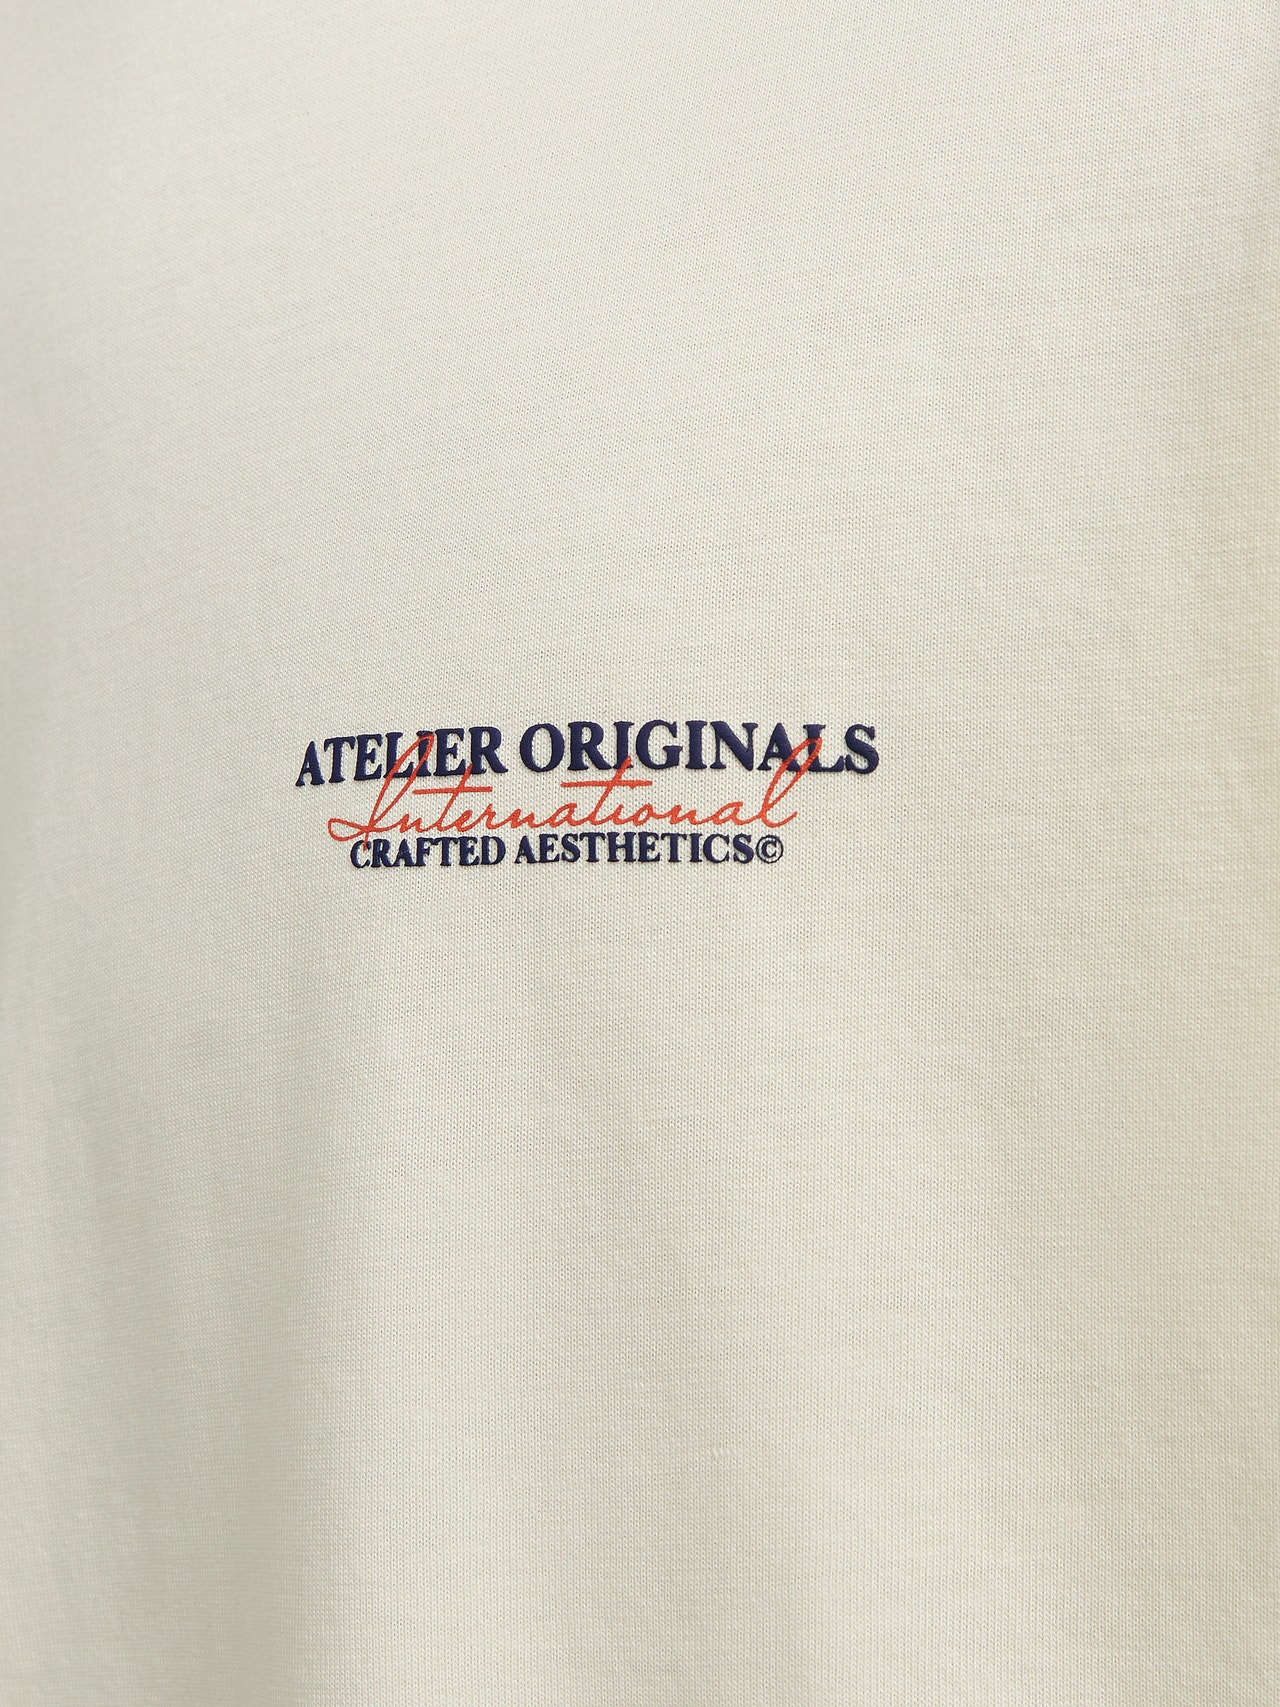 ATELIER ORIGINALS
International
CRAFTED AESTHETICS©